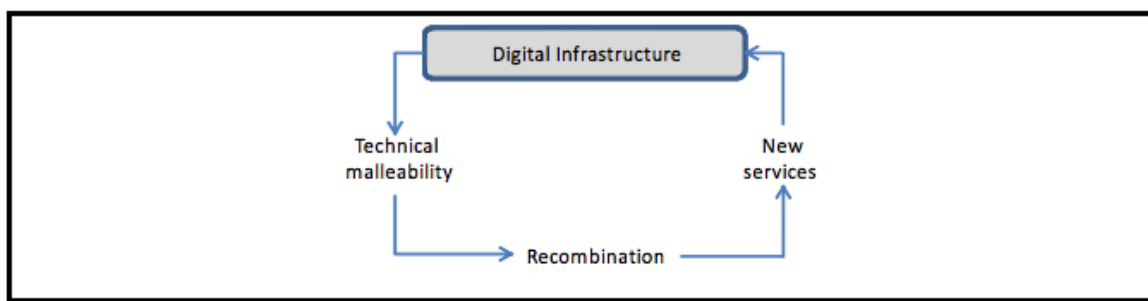 Digital Infrastructure
Technical
malleability
New
services
Recombination